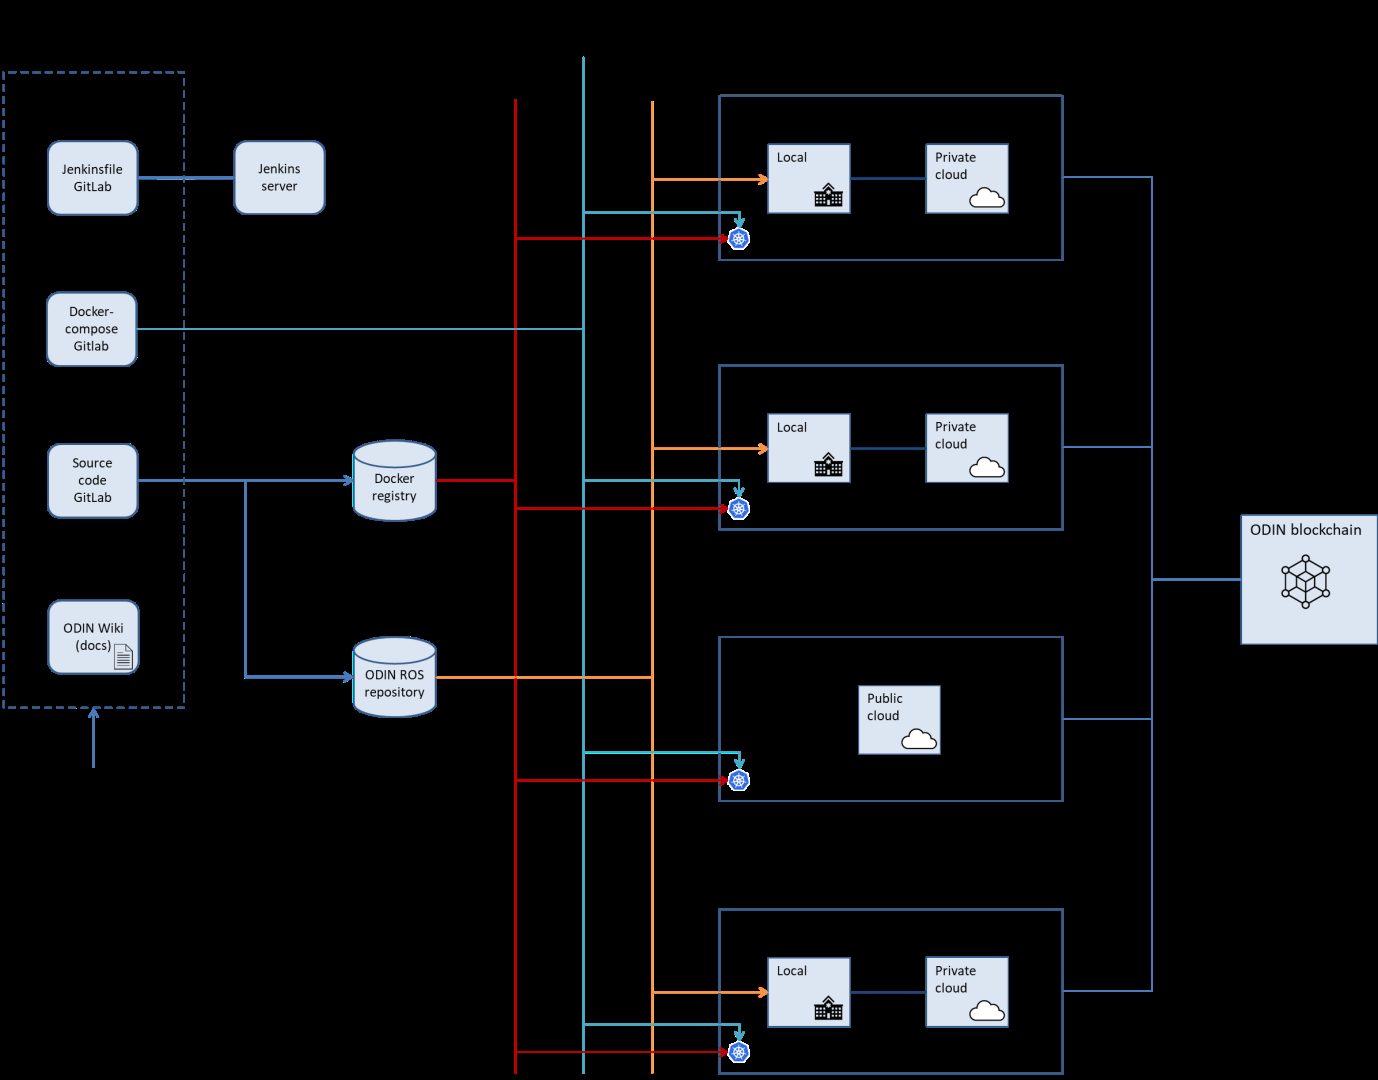 Jenkinsfile
GitLab
Jenkins
server
Docker-
compose
Gitlab
Source
code
GitLab
ODIN Wiki
(docs)
Docker
registry
ODIN ROS
repository
Local
Private
cloud
Local
Private
cloud
Public
cloud
Local
Private
cloud
ODIN blockchain